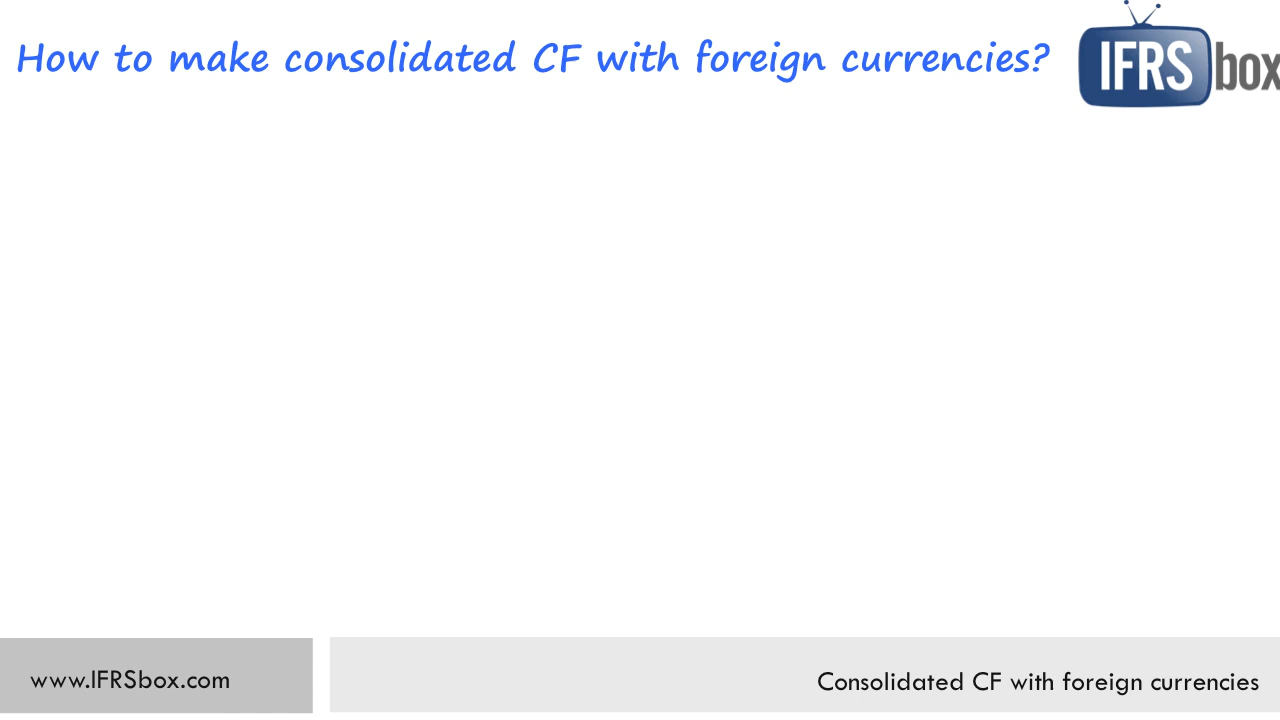 How to make consolidated CF with foreign currencies?
IFRS box
www.IFRSbox.com
Consolidated CF with foreign currencies